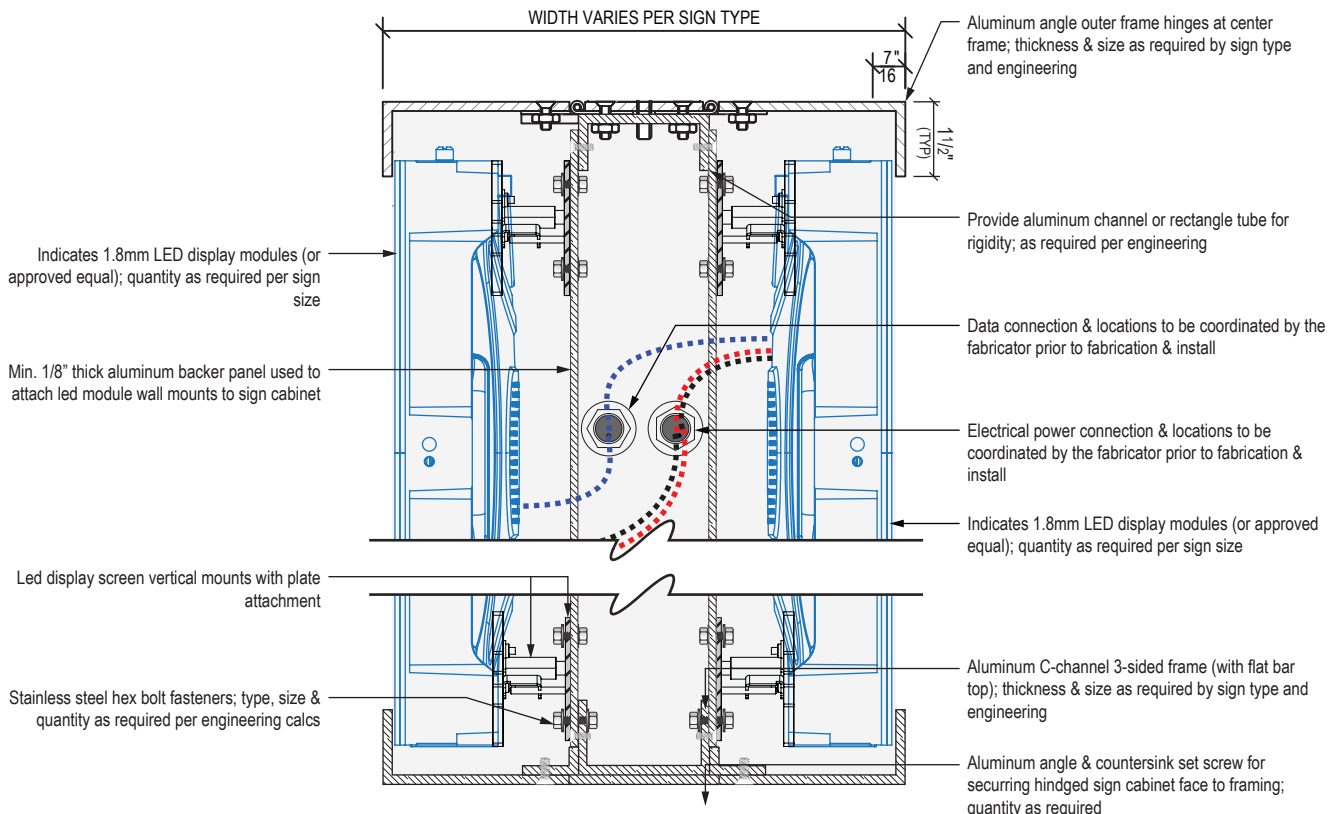 WIDTH VARIES PER SIGN TYPE
Aluminum angle outer frame hinges at center
frame; thickness & size as required by sign type
and engineering
7"
16
1 1/2"
(TYP)
Provide aluminum channel or rectangle tube for
rigidity; as required per engineering
Indicates 1.8mm LED display modules (or
approved equal); quantity as required per sign
size
Data connection & locations to be coordinated by the
fabricator prior to fabrication & install
Min. 1/8” thick aluminum backer panel used to
attach led module wall mounts to sign cabinet
Electrical power connection & locations to be
coordinated by the fabricator prior to fabrication &
install
Indicates 1.8mm LED display modules (or approved
equal); quantity as required per sign size
Led display screen vertical mounts with plate
attachment
Aluminum C-channel 3-sided frame (with flat bar
top); thickness & size as required by sign type and
engineering
Stainless steel hex bolt fasteners; type, size &
quantity as required per engineering calcs
Aluminum angle & countersink set screw for
securring hindged sign cabinet face to framing;
quantity as required